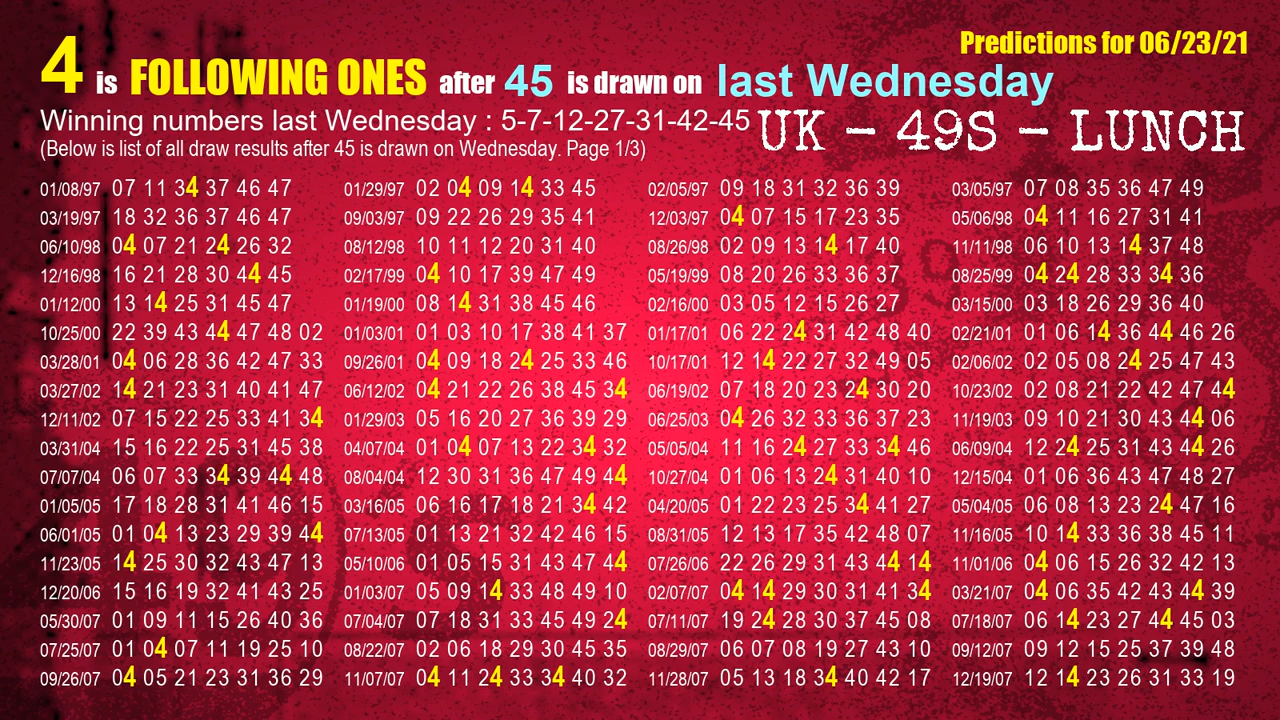 Predictions for 06/23/21
4 is FOLLOWING ONES after 45 is drawn on last Wednesday
Winning numbers last Wednesday : 5-7-12-27-31-42-45
UK - 49S - LUNCH
(Below is list of all draw results after 45 is drawn on Wednesday. Page 1/3)
01/08/97 07 11 34 37 46 47 01/29/97 02 04 09 14 33 45 02/05/97 09 18 31 32 36 39 03/05/97 07 08 35 36 47 49
03/19/97 18 32 36 37 46 47 09/03/97 09 22 26 29 35 41 12/03/97 04 07 15 17 23 35 05/06/98 04 11 16 27 31 41
06/10/98 04 07 21 24 26 32 08/12/98 10 11 12 20 31 40 08/26/98 02 09 13 14 17 40 11/11/98 06 10 13 14 37 48
12/16/98 16 21 28 30 44 45 02/17/99 04 10 17 39 47 49 05/19/99 08 20 26 33 36 37 08/25/99 04 24 28 33 34 36
01/12/00 13 14 25 31 45 47 01/19/00 08 14 31 38 45 46 02/16/00 03 05 12 15 26 27 03/15/00 03 18 26 29 36 40
10/25/00 22 39 43 44 47 48 02 01/03/01 01 03 10 17 38 41 37 01/17/01 06 22 24 31 42 48 40 02/21/01 01 06 14 36 44 46 26
03/28/01 04 06 28 36 42 47 33 09/26/01 04 09 18 24 25 33 46 10/17/01 12 14 22 27 32 49 05 02/06/02 02 05 08 24 25 47 43
03/27/02 14 21 23 31 40 41 47 06/12/02 04 21 22 26 38 45 34 06/19/02 07 18 20 23 24 30 20 10/23/02 02 08 21 22 42 47 44
12/11/02 07 15 22 25 33 41 34 01/29/03 05 16 20 27 36 39 29 06/25/03 04 26 32 33 36 37 23 11/19/03 09 10 21 30 43 44 06
03/31/04 15 16 22 25 31 45 38 04/07/04 01 04 07 13 22 34 32 05/05/04 11 16 24 27 33 34 46 06/09/04 12 24 25 31 43 44 26
07/07/04 06 07 33 34 39 44 48 08/04/04 12 30 31 36 47 49 44 10/27/04 01 06 13 24 31 40 10 12/15/04 01 06 36 43 47 48 27
01/05/05 17 18 28 31 41 46 15 03/16/05 06 16 17 18 21 34 42 04/20/05 01 22 23 25 34 41 27 05/04/05 06 08 13 23 24 47 16
06/01/05 01 04 13 23 29 39 44 07/13/05 01 13 21 32 42 46 15 08/31/05 12 13 17 35 42 48 07 11/16/05 10 14 33 36 38 45 11
11/23/05 14 25 30 32 43 47 13 05/10/06 01 05 15 31 43 47 44 07/26/06 22 26 29 31 43 44 14 11/01/06 04 06 15 26 32 42 13
12/20/06 15 16 19 32 41 43 25 01/03/07 05 09 14 33 48 49 10 02/07/07 04 14 29 30 31 41 34 03/21/07 04 06 35 42 43 44 39
05/30/07 01 09 11 15 26 40 36 07/04/07 07 18 31 33 45 49 24 07/11/07 19 24 28 30 37 45 08 07/18/07 06 14 23 27 44 45 03
07/25/07 01 04 07 11 19 25 10 08/22/07 02 06 18 29 30 45 35 08/29/07 06 07 08 19 27 43 10 09/12/07 09 12 15 25 37 39 48
09/26/07 04 05 21 23 31 36 29 11/07/07 04 11 24 33 34 40 32 11/28/07 05 13 18 34 40 42 17 12/19/07 12 14 23 26 31 33 19